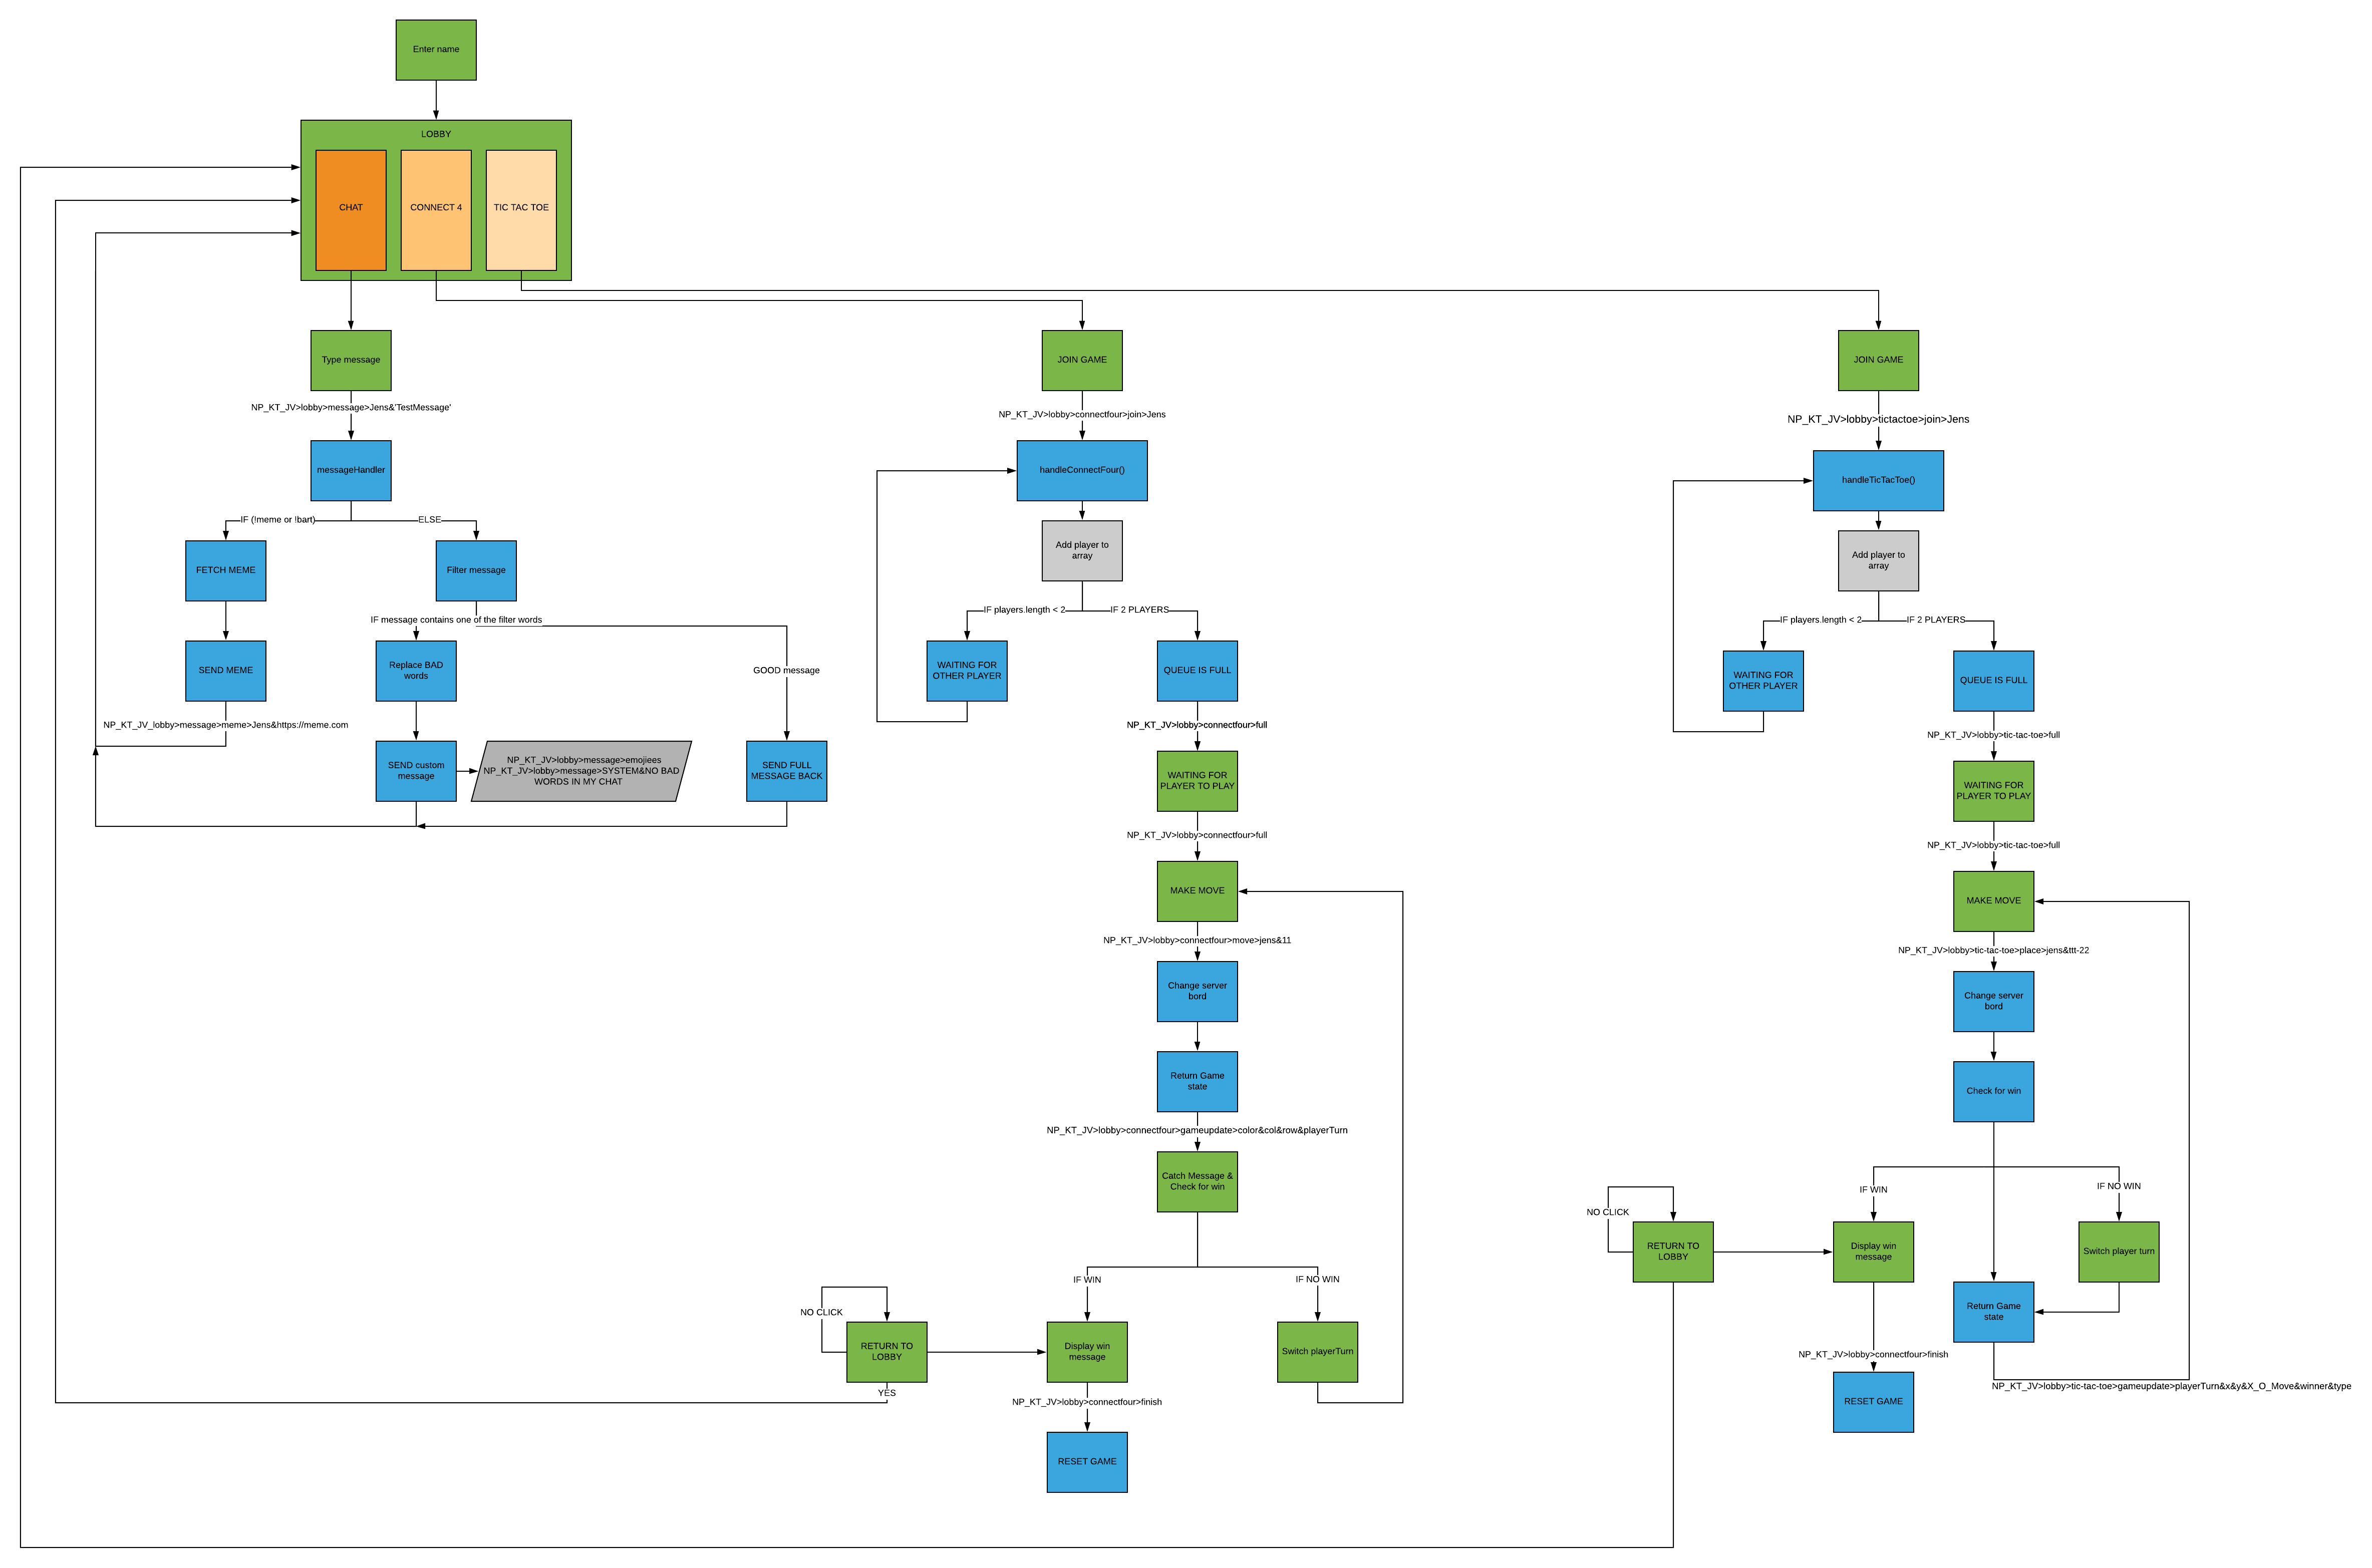 Enter name
LOBBY
CHAT
CONNECT 4
TIC TAC TOE
Type message
NP_KT_JV>lobby>message>Jens&'TestMessage'
messageHandler
IF (!meme or !bart)
ELSE
FETCH MEME
Filter message
IF message contains one of the filter words
SEND MEME
Replace BAD
words
GOOD message
NP_KT_JV_lobby>message>meme>Jens&https://meme.com
SEND custom
message
NP_KT_JV>lobby>message>emojiees
NP_KT_JV>lobby>message>SYSTEM&NO BAD
WORDS IN MY CHAT
SEND FULL
MESSAGE BACK
JOIN GAME
NP_KT_JV>lobby>connectfour>join>Jens
handleConnectFour()
Add player to
array
IF players.length < 2
IF 2 PLAYERS
WAITING FOR
OTHER PLAYER
QUEUE IS FULL
NP_KT_JV>lobby>connectfour>full
WAITING FOR
PLAYER TO PLAY
NP_KT_JV>lobby>connectfour>full
MAKE MOVE
NP_KT_JV>lobby>connectfour>move>jens&11
Change server
bord
Return Game
state
NP_KT_JV>lobby>connectfour>gameupdate>color&col&row&playerTurn
Catch Message &
Check for win
IF WIN
IF NO WIN
NO CLICK
RETURN TO
LOBBY
Display win
message
Switch playerTurn
YES
NP_KT_JV>lobby>connectfour>finish
RESET GAME
JOIN GAME
NP_KT_JV>lobby>tictactoe>join>Jens
handleTicTacToe()
Add player to
array
IF players.length < 2
IF 2 PLAYERS
WAITING FOR
OTHER PLAYER
QUEUE IS FULL
NP_KT_JV>lobby>tic-tac-toe>full
WAITING FOR
PLAYER TO PLAY
NP_KT_JV>lobby>tic-tac-toe>full
MAKE MOVE
NP_KT_JV>lobby>tic-tac-toe>place>jens&ttt-22
Change server
bord
Check for win
IF WIN
IF NO WIN
NO CLICK
RETURN TO
LOBBY
Display win
message
Switch player turn
Return Game
state
NP_KT_JV>lobby>connectfour>finish
NP_KT_JV>lobby>tic-tac-toe>gameupdate>playerTurn&x&y&X_O_Move&winner&type
RESET GAME